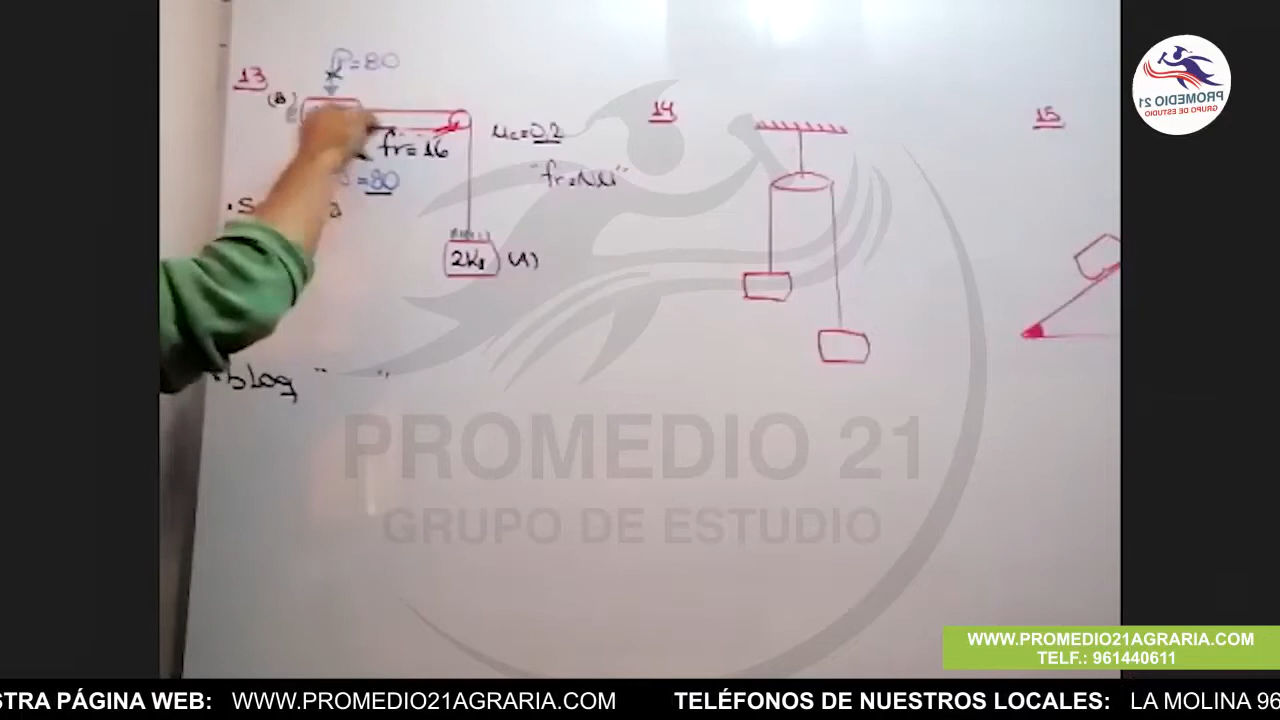 13
P=80
(B)
fr=16
=80
μc=0,2
"fr=Nμ"
2Kg (A)
14
15
blog " "
PROMEDIO 21
GRUPO DE ESTUDIO
PROMEDIO 21
GRUPO DE ESTUDIO
WWW.PROMEDIO21AGRARIA.COM
TELF.: 961440611
STRA PÁGINA WEB: WWW.PROMEDIO21AGRARIA.COM TELÉFONOS DE NUESTROS LOCALES: LA MOLINA 96